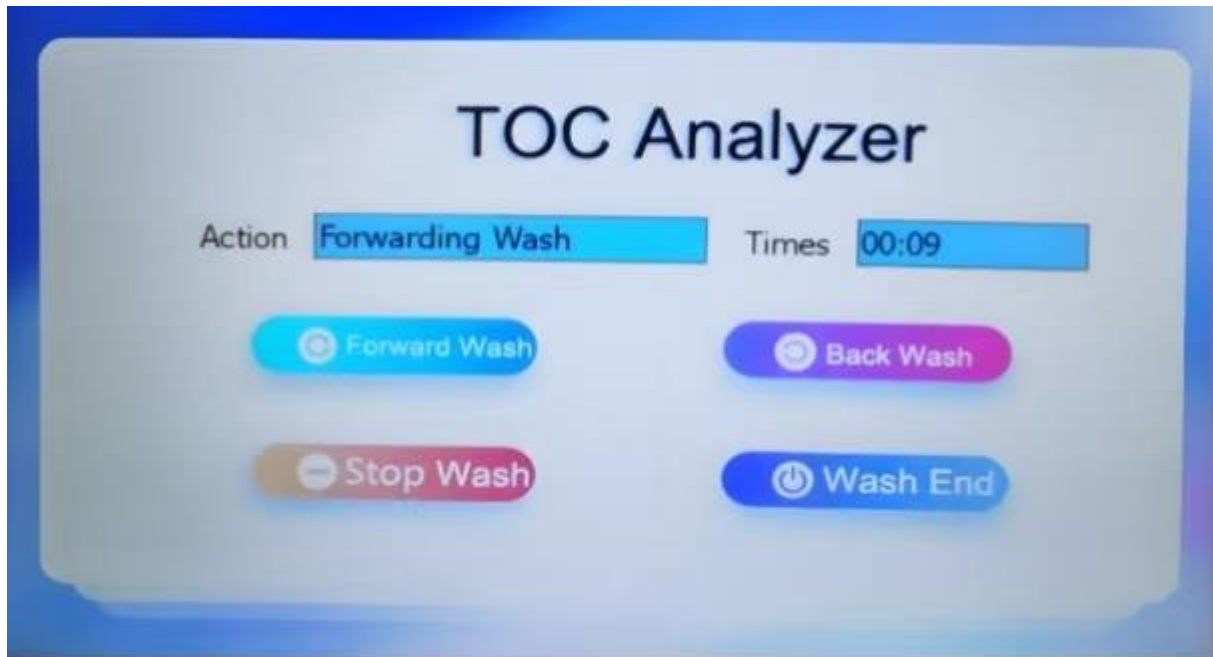 TOC Analyzer
Action Forwarding Wash Times 00:09
Forward Wash Back Wash
Stop Wash Wash End